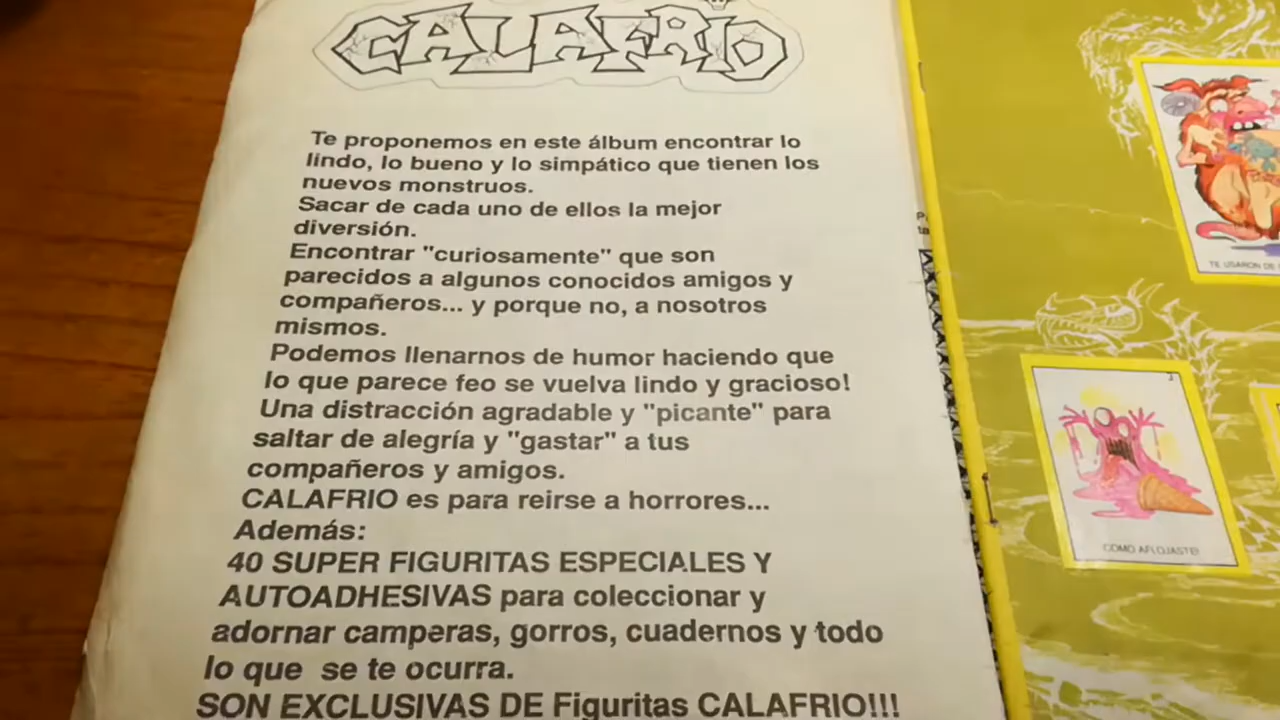 CALAFRIO
Te proponemos en este álbum encontrar lo
lindo, lo bueno y lo simpático que tienen los
nuevos monstruos.
Sacar de cada uno de ellos la mejor
diversión.
Encontrar "curiosamente" que son
parecidos a algunos conocidos amigos y
compañeros... y porque no, a nosotros
mismos.
Podemos llenarnos de humor haciendo que
lo que parece feo se vuelva lindo y gracioso!
Una distracción agradable y "picante" para
saltar de alegría y "gastar" a tus
compañeros y amigos.
CALAFRIO es para reirse a horrores...
Además:
40 SUPER FIGURITAS ESPECIALES Y
AUTOADHESIVAS para coleccionar y
adornar camperas, gorros, cuadernos y todo
lo que se te ocurra.
SON EXCLUSIVAS DE Figuritas CALAFRIO!!!
TE USARON DE
COMO AFLOJASTE!